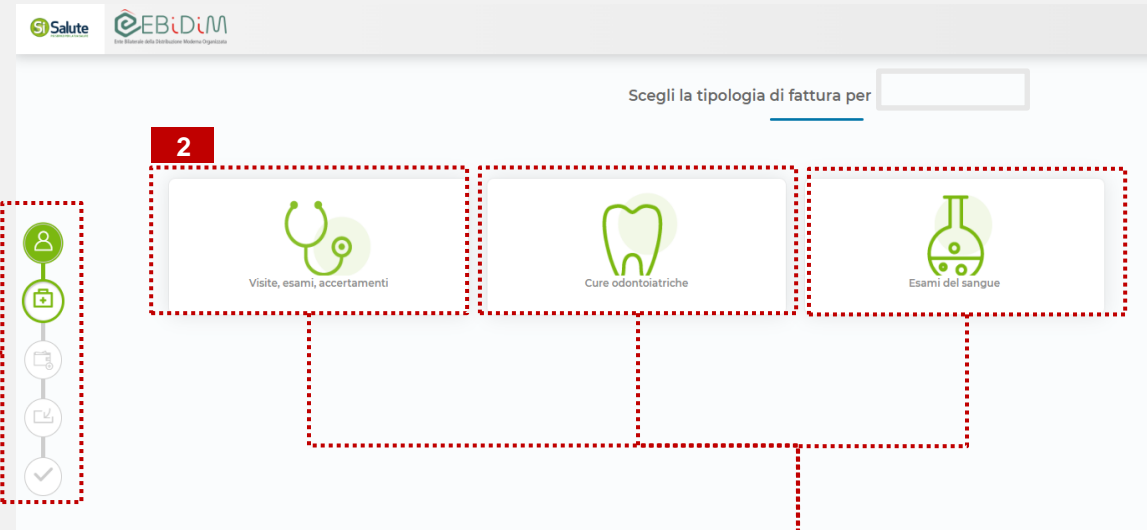 SiSalute
EBiDiM
Ente Bilaterale della Distribuzione Moderna Organizzata
Scegli la tipologia di fattura per
2
Visite, esami, accertamenti
Cure odontoiatriche
Esami del sangue